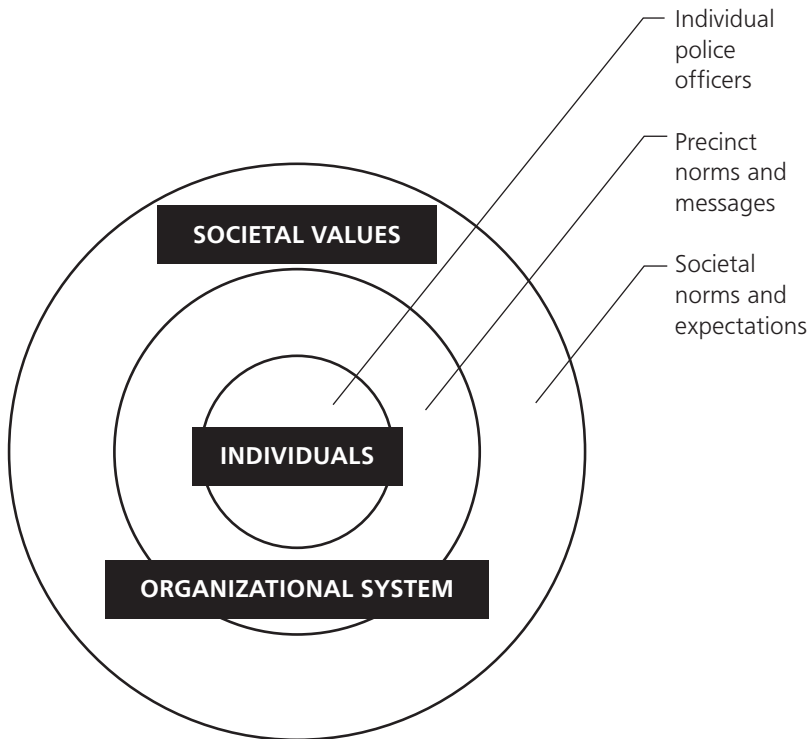 Individual
police
officers
Precinct
norms and
messages
Societal
norms and
expectations
SOCIETAL VALUES
INDIVIDUALS
ORGANIZATIONAL SYSTEM